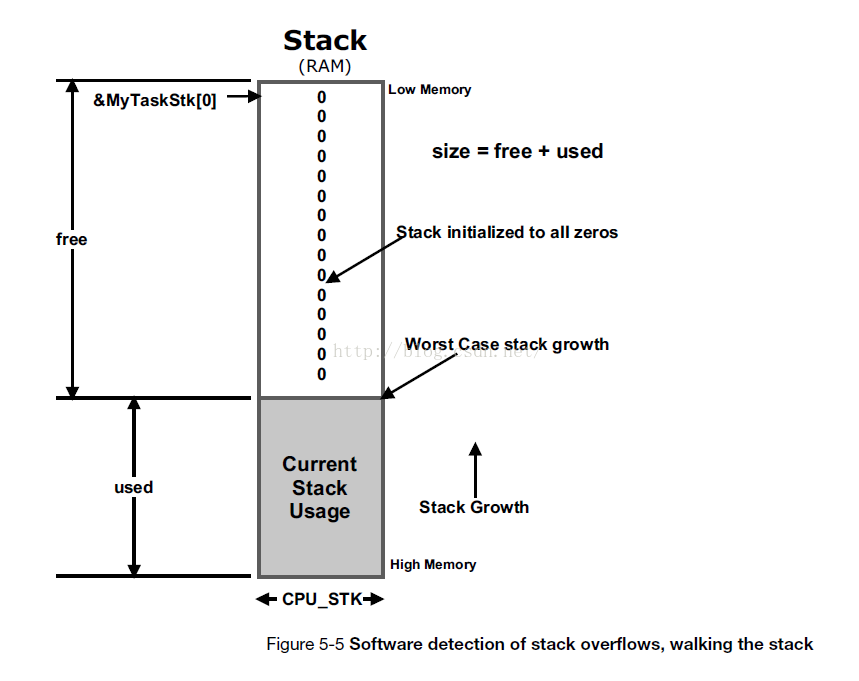 Stack
(RAM)
Low Memory
&MyTaskStk[0]
0
0
size = free + used
0
0
0
0
0
Stack initialized to all zeros
free
0
0
0
0
0
0
Worst Case stack growth
http://blog.csdn.net/
0
0
Current
Stack
Usage
used
Stack Growth
High Memory
CPU_STK
Figure 5-5 Software detection of stack overflows, walking the stack